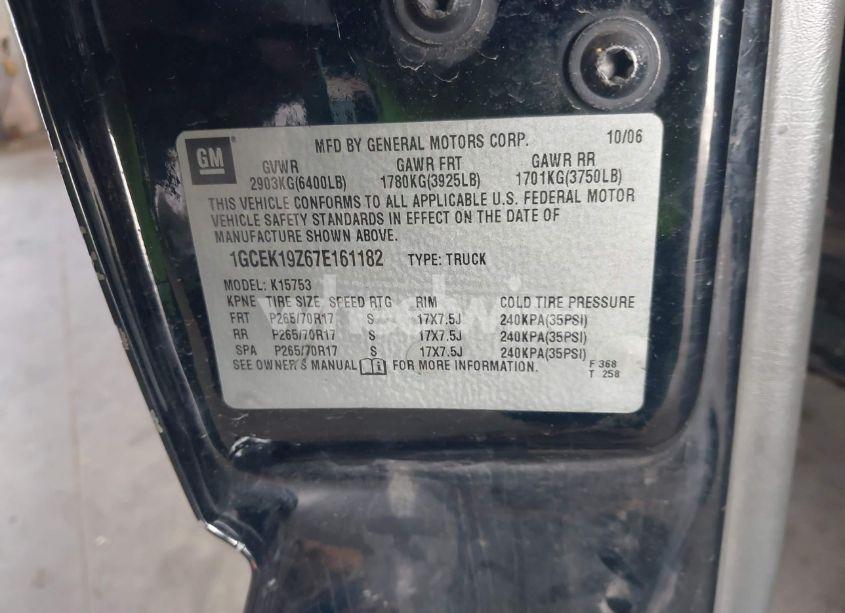 GM
MFD BY GENERAL MOTORS CORP. 10/06
GVWR GAWR FRT GAWR RR
2903KG(6400LB) 1780KG(3925LB) 1701KG(3750LB)
THIS VEHICLE CONFORMS TO ALL APPLICABLE U.S. FEDERAL MOTOR
VEHICLE SAFETY STANDARDS IN EFFECT ON THE DATE OF
MANUFACTURE SHOWN ABOVE.
1GCEK19Z67E161182 TYPE: TRUCK
MODEL: K15753
KPNE TIRE SIZE SPEED RTG RIM COLD TIRE PRESSURE
FRT P265/70R17 S 17X7.5J 240KPA(35PSI)
RR P265/70R17 S 17X7.5J 240KPA(35PSI)
SPA P265/70R17 S 17X7.5J 240KPA(35PSI)
SEE OWNER'S MANUAL FOR MORE INFORMATION.
F 368
T 258